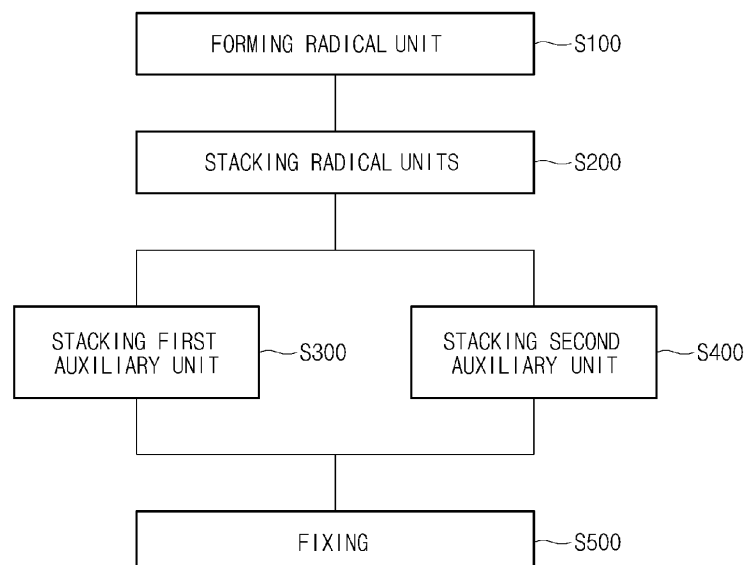 FORMING RADICAL UNIT
S100
STACKING RADICAL UNITS
S200
STACKING FIRST
AUXILIARY UNIT
S300
STACKING SECOND
AUXILIARY UNIT
S400
FIXING
S500